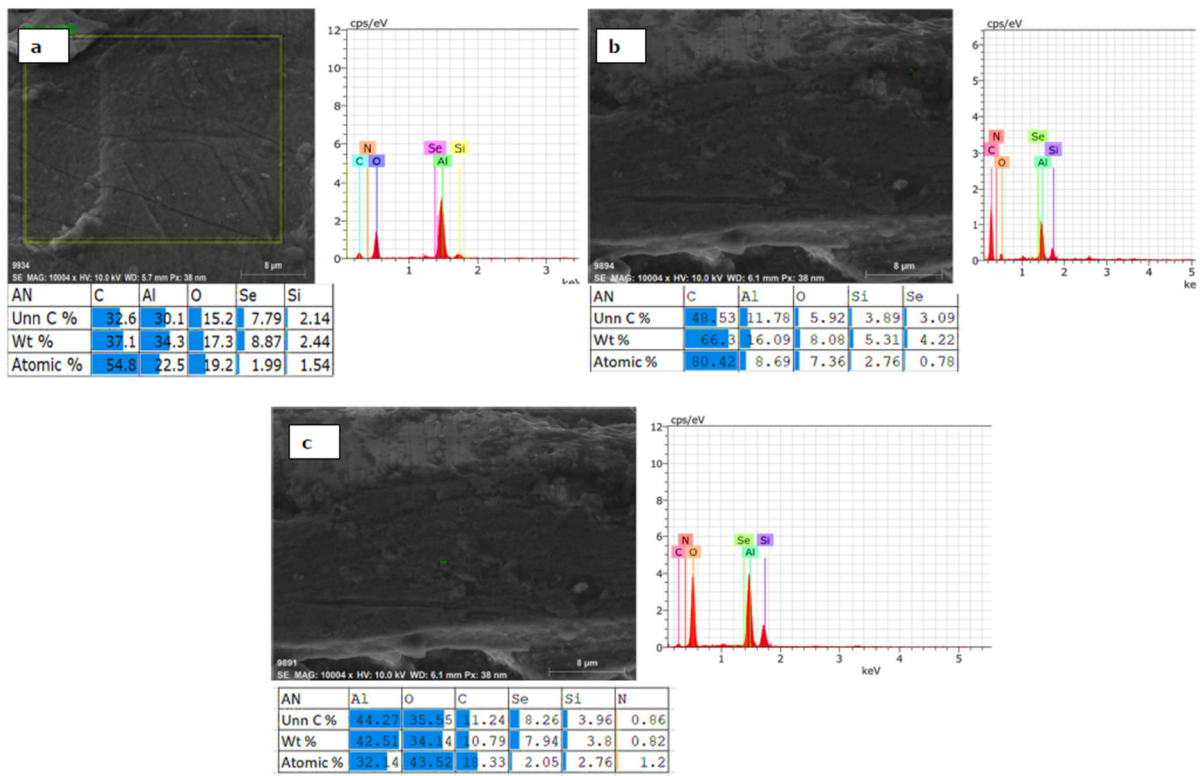 a
9934
SE MAG: 10004 x HV: 10.0 kV WD: 5.7 mm Px: 38 nm
8 µm
cps/eV
12
10
8
6
4
2
0
C N O Se Al Si
1 2 3
keV
AN C Al O Se Si
Unn C % 32.6 30.1 15.2 7.79 2.14
Wt % 37.1 34.3 17.3 8.87 2.44
Atomic % 54.8 22.5 19.2 1.99 1.54
b
9894
SE MAG: 10004 x HV: 10.0 kV WD: 6.1 mm Px: 38 nm
8 µm
cps/eV
6
5
4
3
2
1
0
N Se
C Si
O Al
1 2 3 4 5
ke
AN C Al O Si Se
Unn C % 48.53 11.78 5.92 3.89 3.09
Wt % 66.3 16.09 8.08 5.31 4.22
Atomic % 80.42 8.69 7.36 2.76 0.78
c
9891
SE MAG: 10004 x HV: 10.0 kV WD: 6.1 mm Px: 38 nm
8 µm
cps/eV
12
10
8
6
4
2
0
N Se Si
C O Al
1 2 3 4 5
keV
AN Al O C Se Si N
Unn C % 44.27 35.55 11.24 8.26 3.96 0.86
Wt % 42.51 34.14 10.79 7.94 3.8 0.82
Atomic % 32.14 43.52 18.33 2.05 2.76 1.2